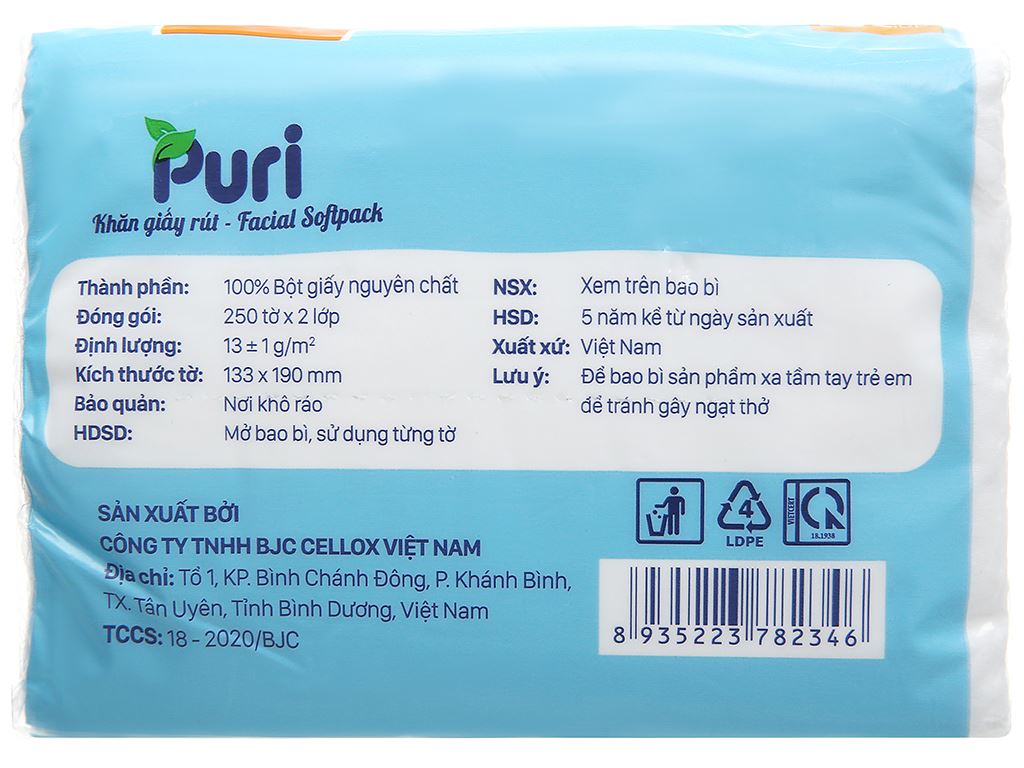 Puri
Khăn giấy rút - Facial Softpack
Thành phần: 100% Bột giấy nguyên chất
Đóng gói: 250 tờ x 2 lớp
Định lượng: 13 ± 1 g/m²
Kích thước tờ: 133 x 190 mm
Bảo quản: Nơi khô ráo
HDSD: Mở bao bì, sử dụng từng tờ
NSX: Xem trên bao bì
HSD: 5 năm kể từ ngày sản xuất
Xuất xứ: Việt Nam
Lưu ý: Để bao bì sản phẩm xa tầm tay trẻ em
để tránh gây ngạt thở
SẢN XUẤT BỞI
CÔNG TY TNHH BJC CELLOX VIỆT NAM
Địa chỉ: Tổ 1, KP. Bình Chánh Đông, P. Khánh Bình,
TX. Tân Uyên, Tỉnh Bình Dương, Việt Nam
TCCS: 18 - 2020/BJC
4
LDPE
VIETCERT
18.1938
8 935223 782346